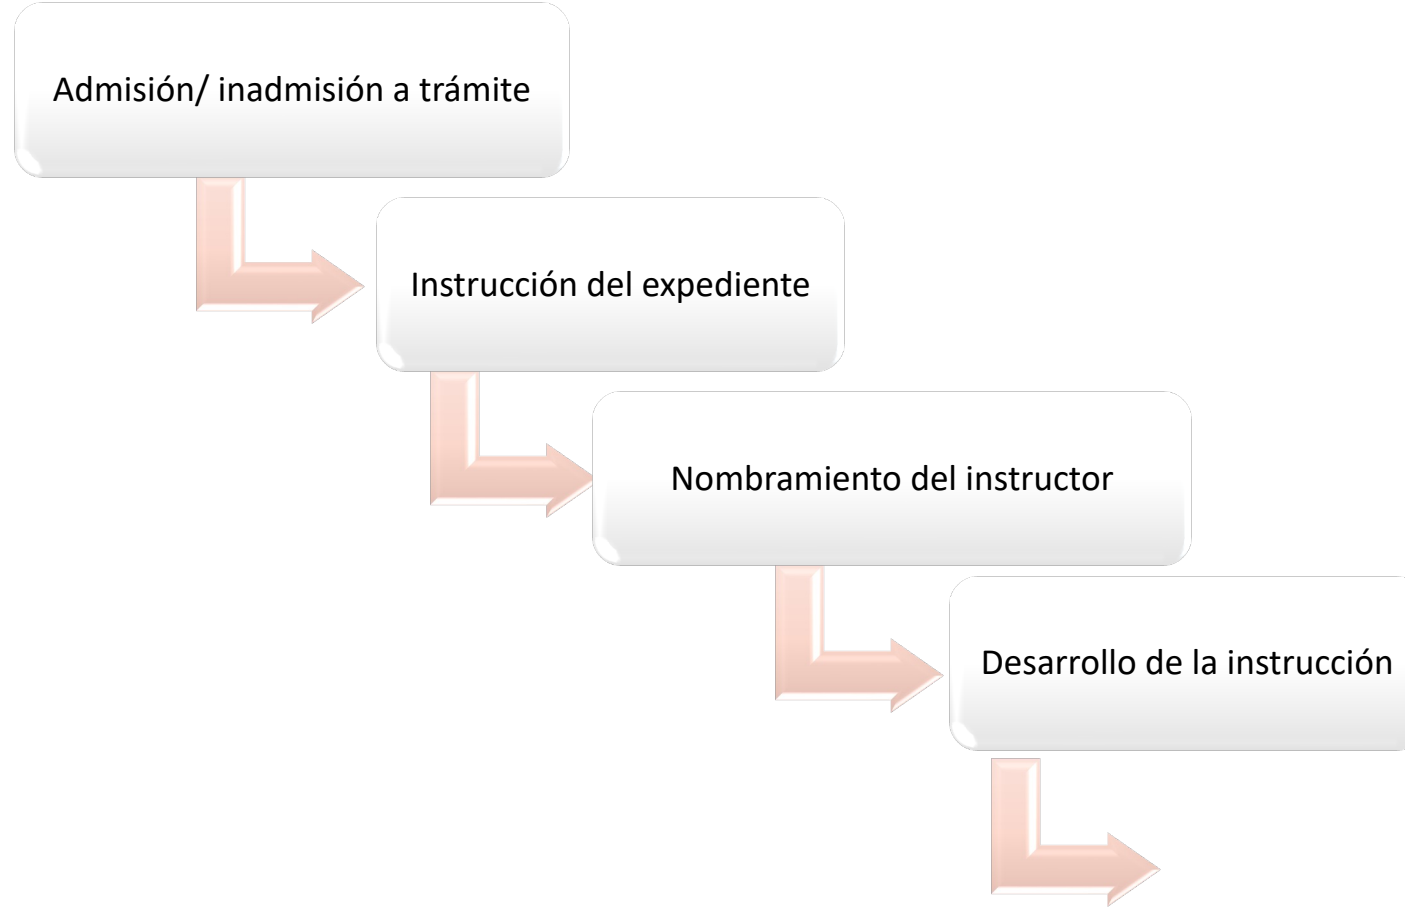 Admisión/ inadmisión a trámite
Instrucción del expediente
Nombramiento del instructor
Desarrollo de la instrucción